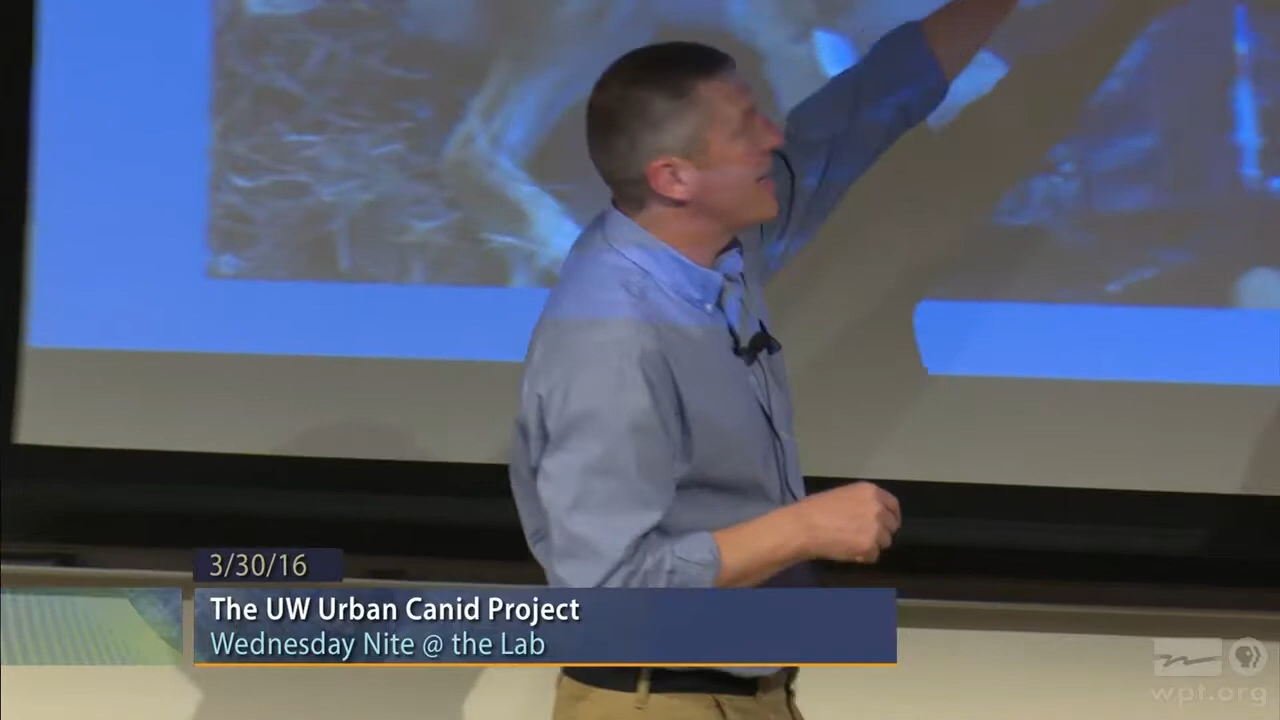 3/30/16
The UW Urban Canid Project
Wednesday Nite @ the Lab
wpt.org